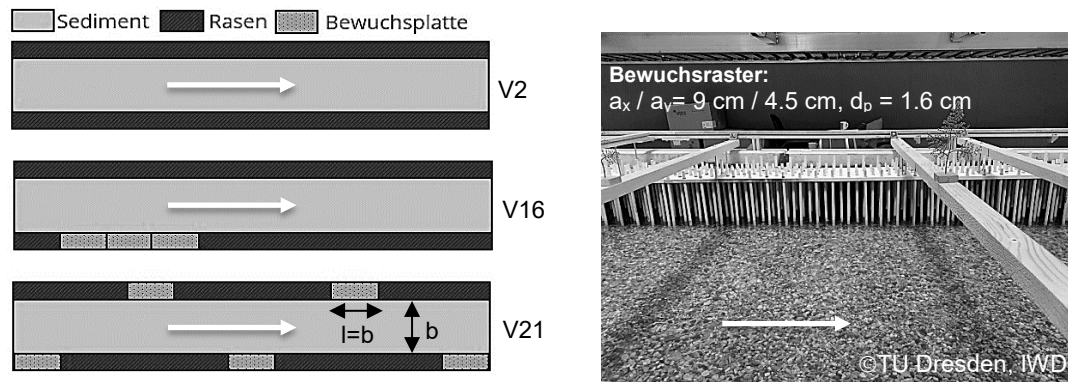 Sediment Rasen Bewuchsplatte
V2
V16
V21
l=b
b
Bewuchsraster:
aₓ / aᵧ= 9 cm / 4.5 cm, dₚ = 1.6 cm
©TU Dresden, IWD